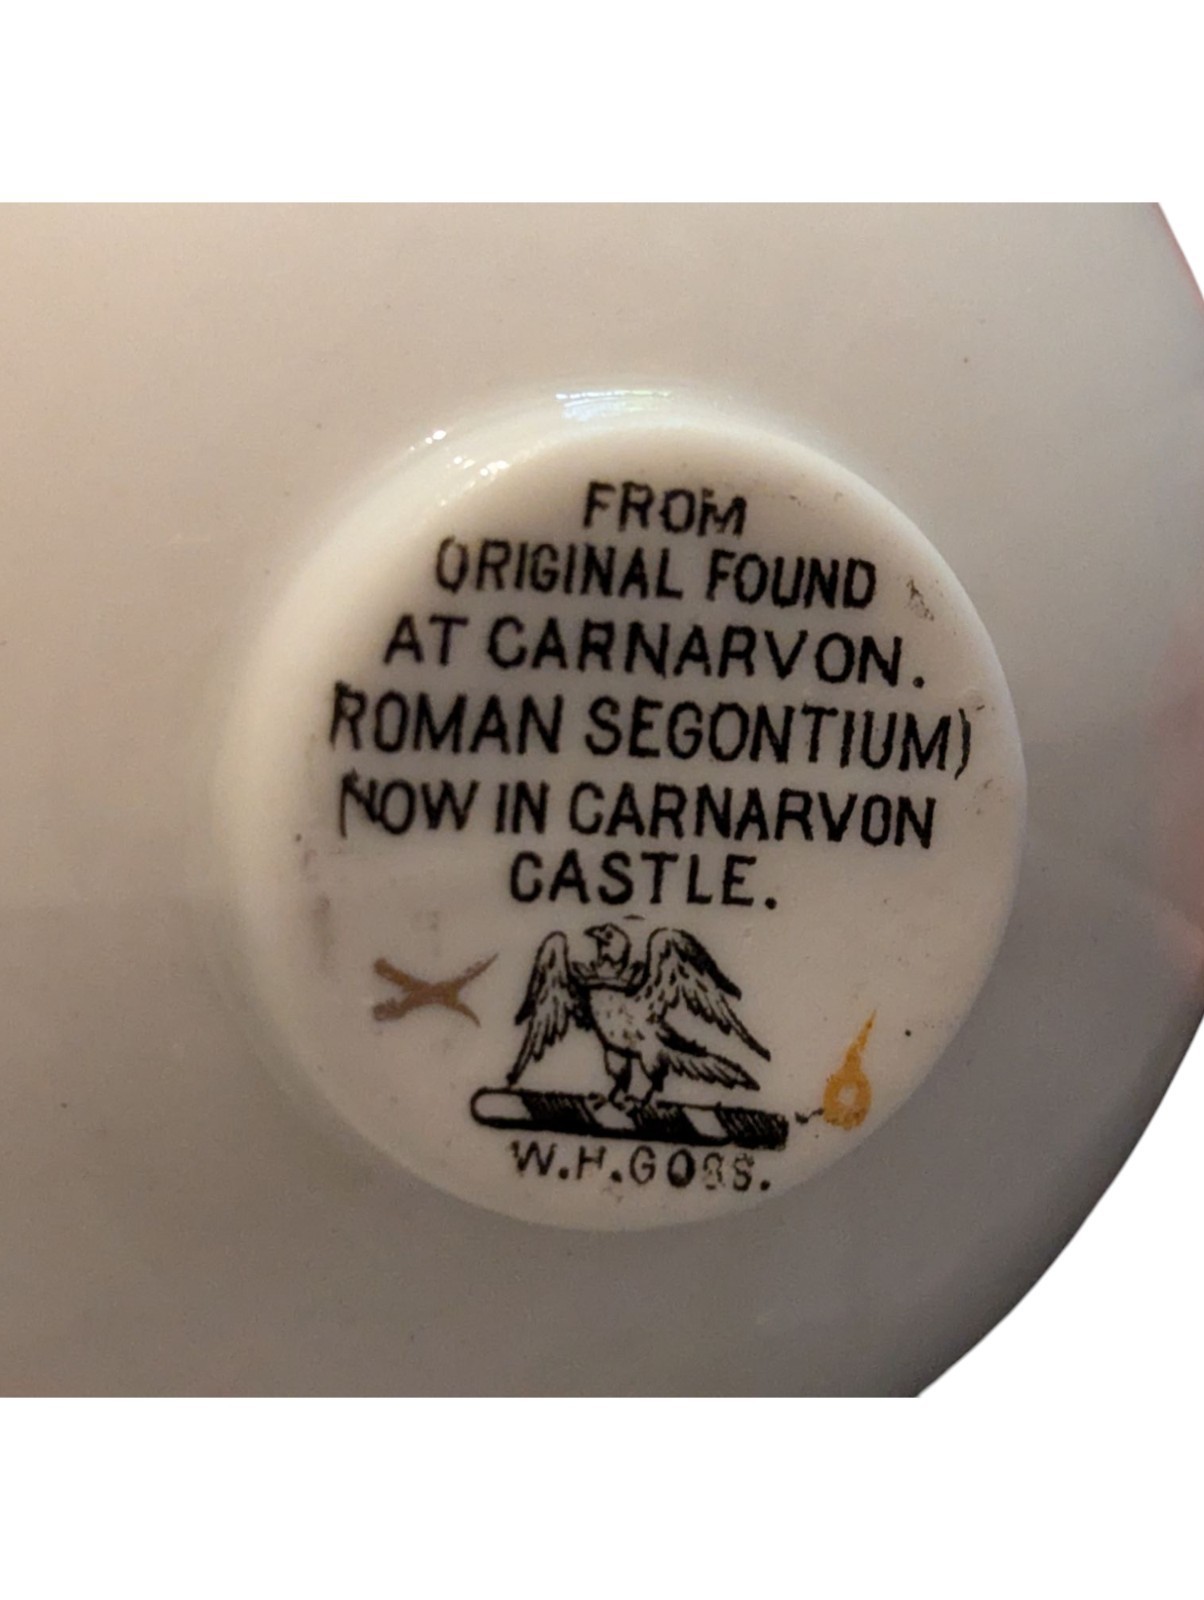 FROM
ORIGINAL FOUND
AT CARNARVON.
ROMAN SEGONTIUM)
NOW IN CARNARVON
CASTLE.
W.H.GOSS.